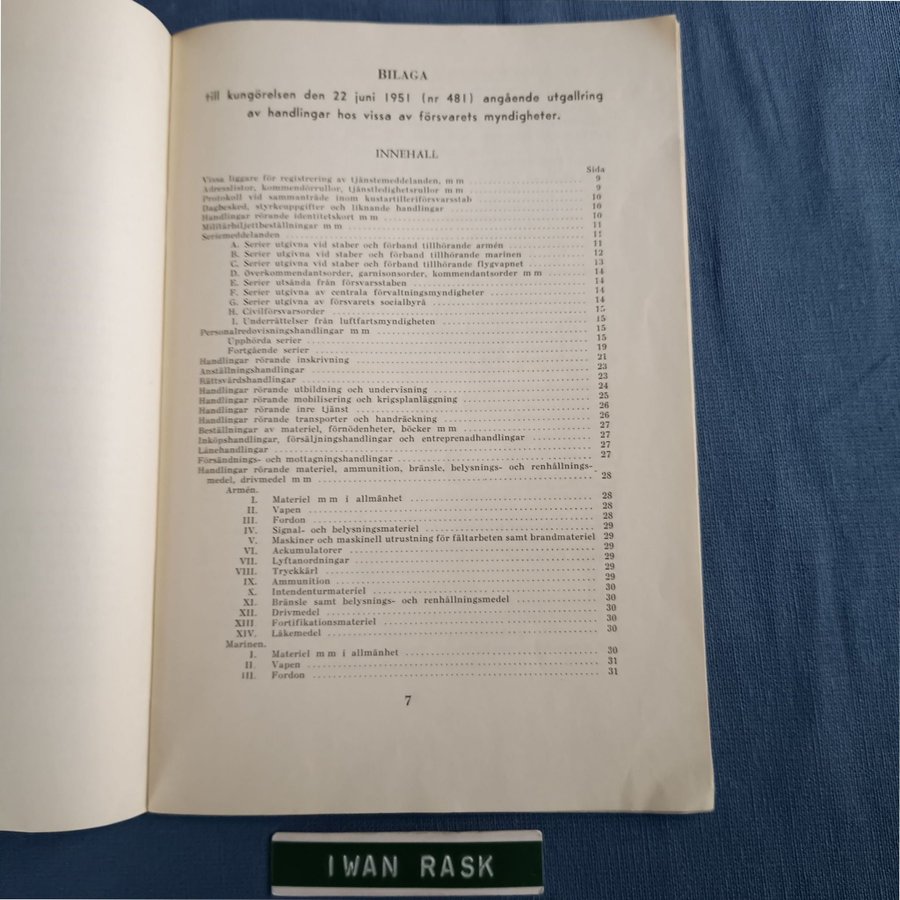 BILAGA
till kungörelsen den 22 juni 1951 (nr 481) angående utgallring
av handlingar hos vissa av försvarets myndigheter.
INNEHALL
Sida
Vissa liggare för registrering av tjänstemeddelanden, m m 9
Adresslistor, kommendörrullor, tjänstledighetsrullor m m 9
Protokoll vid sammanträde inom kustartilleriförsvarsstab 10
Dagbesked, styrkeuppgifter och liknande handlingar 10
Handlingar rörande identitetskort m m 10
Militärbiljettbeställningar m m 11
Seriemeddelanden 11
A. Serier utgivna vid staber och förband tillhörande armén 11
B. Serier utgivna vid staber och förband tillhörande marinen 12
C. Serier utgivna vid staber och förband tillhörande flygvapnet 13
D. Överkommendantsorder, garnisonsorder, kommendantsorder m m 14
E. Serier utsända från försvarsstaben 14
F. Serier utgivna av centrala förvaltningsmyndigheter 14
G. Serier utgivna av försvarets socialbyrå 14
H. Civilförsvarsorder 15
I. Underrättelser från luftfartsmyndigheten 15
Personalredovisningshandlingar m m 15
Upphörda serier 15
Fortgående serier 19
Handlingar rörande inskrivning 21
Anställningshandlingar 23
Rättsvårdshandlingar 23
Handlingar rörande utbildning och undervisning 24
Handlingar rörande mobilisering och krigsplanläggning 25
Handlingar rörande inre tjänst 26
Handlingar rörande transporter och handräckning 26
Beställningar av materiel, förnödenheter, böcker m m 27
Inköpshandlingar, försäljningshandlingar och entreprenadhandlingar 27
Lånehandlingar 27
Försändnings- och mottagningshandlingar 27
Handlingar rörande materiel, ammunition, bränsle, belysnings- och renhållnings-
medel, drivmedel m m 28
Armén.
I. Materiel m m i allmänhet 28
II. Vapen 28
III. Fordon 28
IV. Signal- och belysningsmateriel 29
V. Maskiner och maskinell utrustning för fältarbeten samt brandmateriel 29
VI. Ackumulatorer 29
VII. Lyftanordningar 29
VIII. Tryckkärl 29
IX. Ammunition 29
X. Intendenturmateriel 30
XI. Bränsle samt belysnings- och renhållningsmedel 30
XII. Drivmedel 30
XIII Fortifikationsmateriel 30
XIV. Läkemedel 30
Marinen.
I. Materiel m m i allmänhet 30
II. Vapen 31
III. Fordon 31
7
IWAN RASK